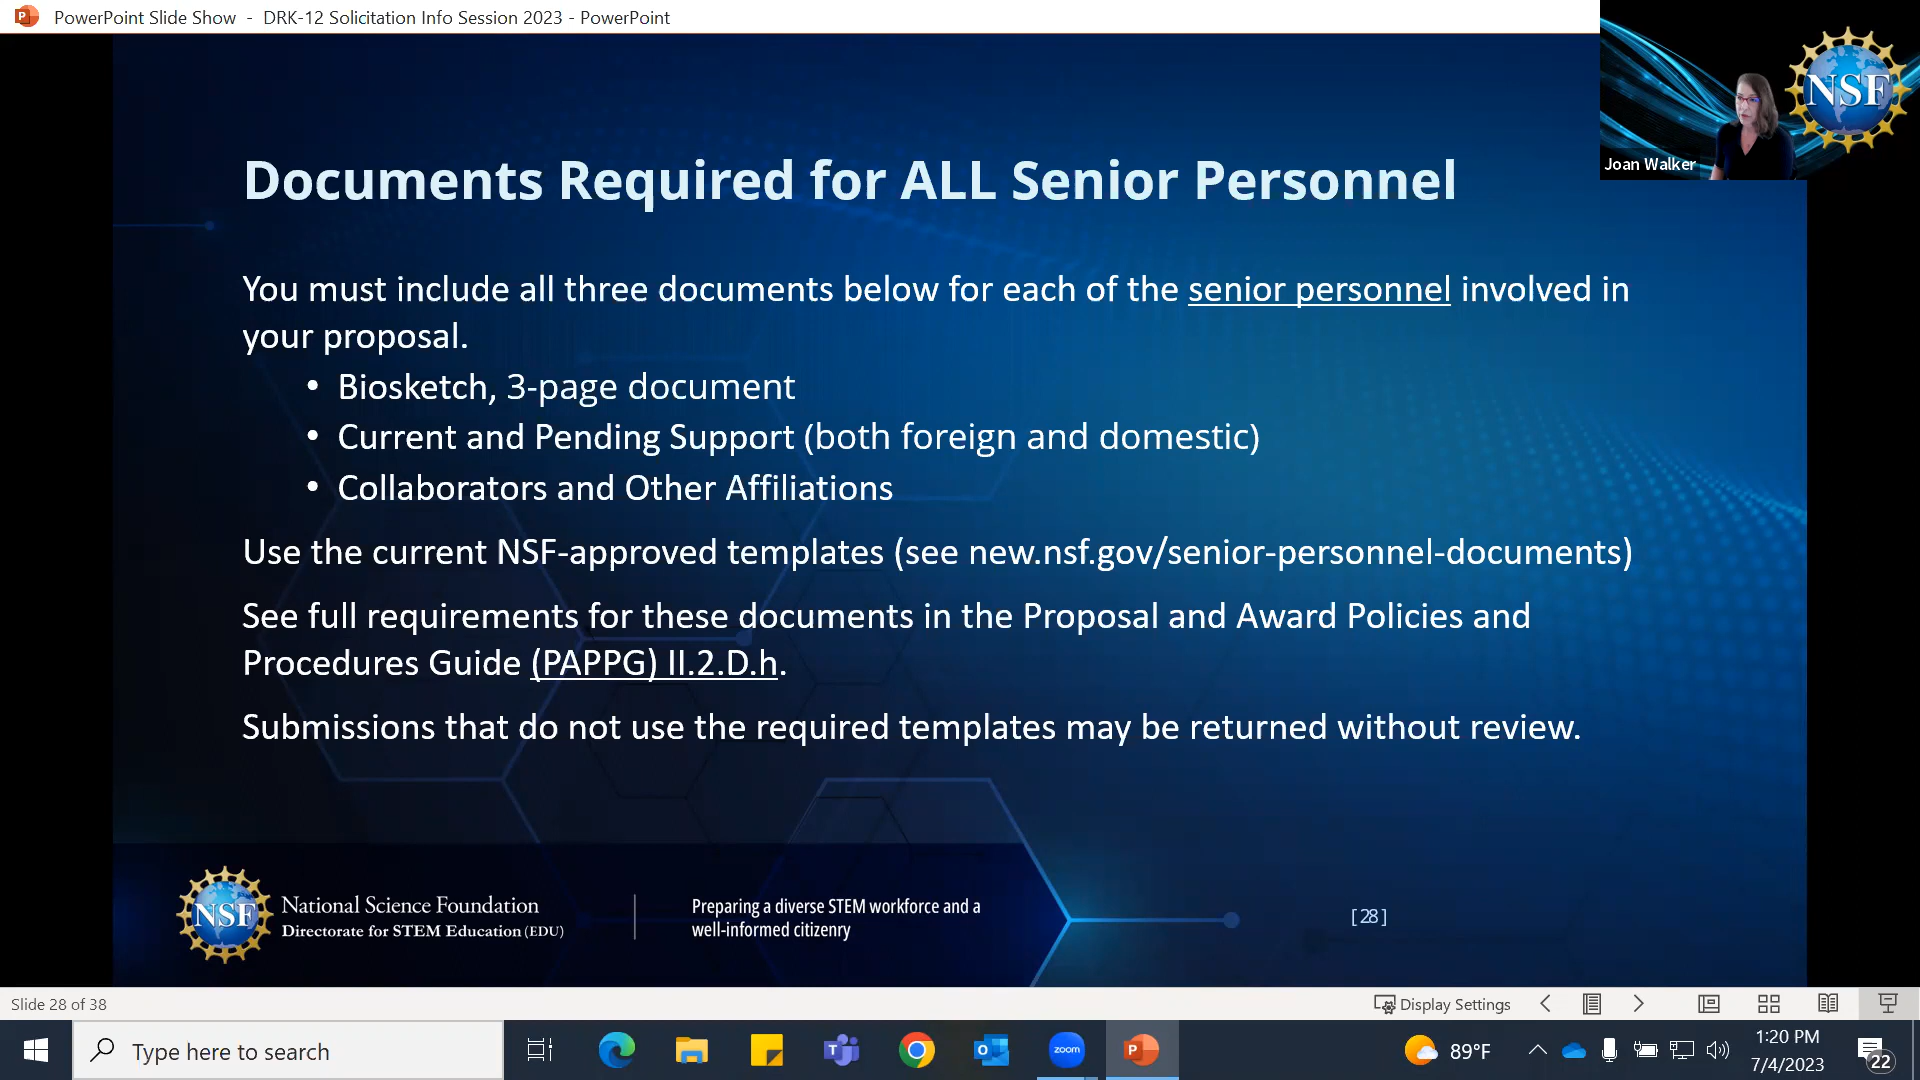 PowerPoint Slide Show - DRK-12 Solicitation Info Session 2023 - PowerPoint
NSF
Joan Walker
Documents Required for ALL Senior Personnel
You must include all three documents below for each of the senior personnel involved in
your proposal.
• Biosketch, 3-page document
• Current and Pending Support (both foreign and domestic)
• Collaborators and Other Affiliations
Use the current NSF-approved templates (see new.nsf.gov/senior-personnel-documents)
See full requirements for these documents in the Proposal and Award Policies and
Procedures Guide (PAPPG) II.2.D.h.
Submissions that do not use the required templates may be returned without review.
NSF
National Science Foundation
Directorate for STEM Education (EDU)
Preparing a diverse STEM workforce and a
well-informed citizenry
[28]
Slide 28 of 38
Display Settings
Type here to search
zoom
89°F
1:20 PM
7/4/2023
22